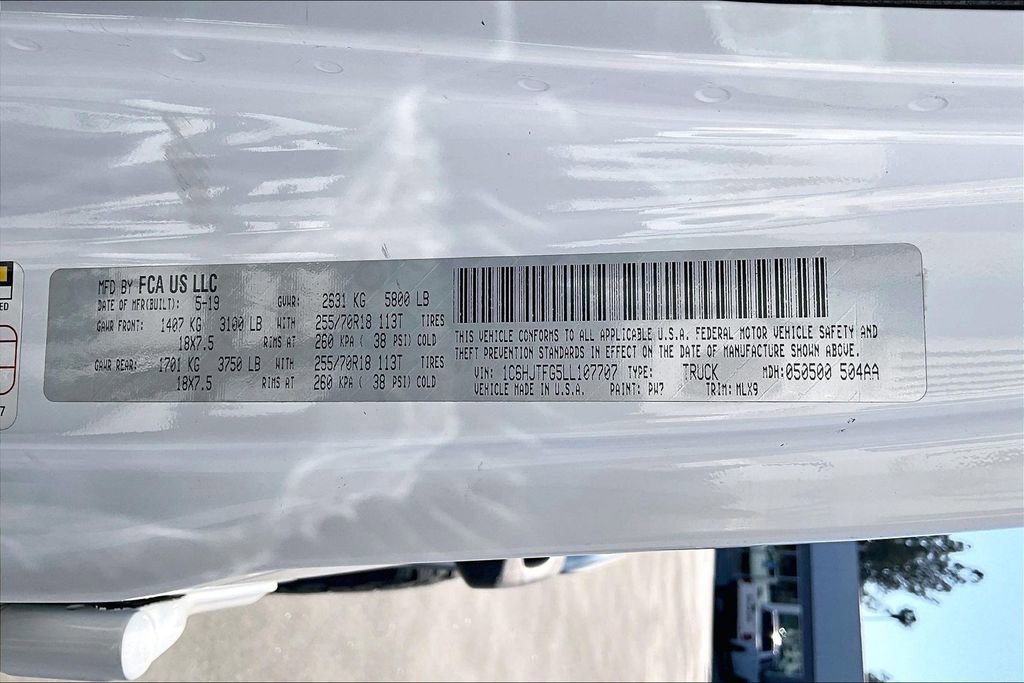 MFD BY FCA US LLC
DATE OF MFR(BUILT): 5-19 GVWR: 2631 KG 5800 LB
GAWR FRONT: 1407 KG 3100 LB WITH 255/70R18 113T TIRES
18X7.5 RIMS AT 260 KPA ( 38 PSI) COLD
GAWR REAR: 1701 KG 3750 LB WITH 255/70R18 113T TIRES
18X7.5 RIMS AT 260 KPA ( 38 PSI) COLD
THIS VEHICLE CONFORMS TO ALL APPLICABLE U.S.A. FEDERAL MOTOR VEHICLE SAFETY AND
THEFT PREVENTION STANDARDS IN EFFECT ON THE DATE OF MANUFACTURE SHOWN ABOVE.
VIN: 1C6HJTFG5LL107707 TYPE: TRUCK MDH: 050500 504AA
VEHICLE MADE IN U.S.A. PAINT: PW7 TRIM: MLX9
ED
7